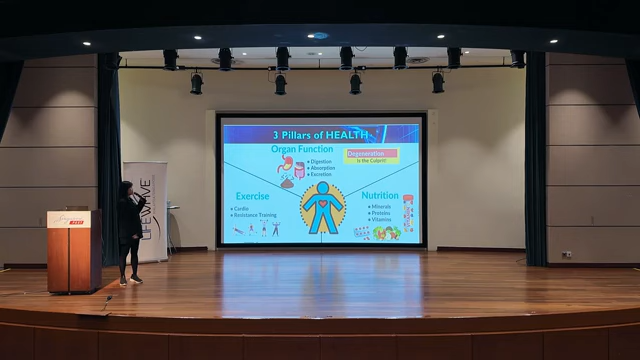 3 Pillars of HEALTH
Organ Function
Digestion
Absorption
Excretion
Degeneration
Is the Culprit!
Exercise
Cardio
Resistance Training
Nutrition
Minerals
Proteins
Vitamins
LIFEWAVE